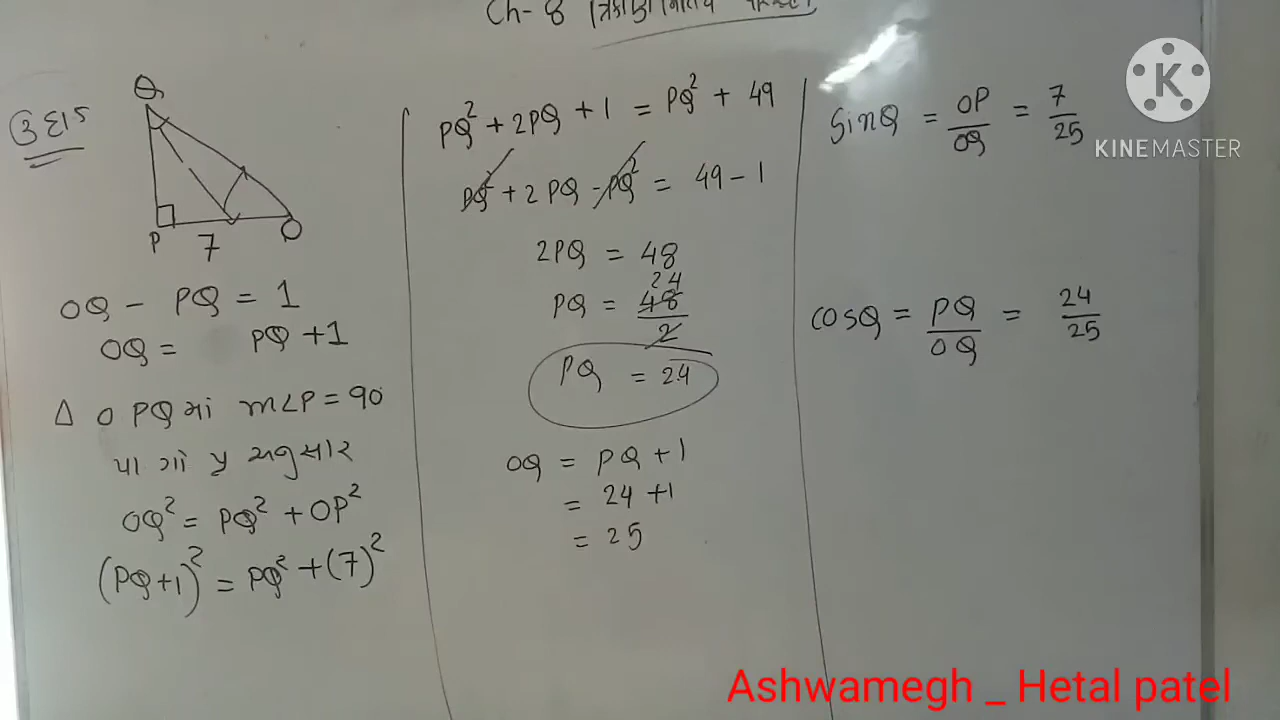 Ch-8 ત્રિકોણમિતિય
③ દા5
Q
P 7 O
OQ - PQ = 1
OQ = PQ + 1
Δ OPQ માં m∠P = 90
પાયથાગોરસ અનુસાર
OQ² = PQ² + OP²
(PQ+1)² = PQ² + (7)²
PQ² + 2PQ + 1 = PQ² + 49
PQ² + 2PQ - PQ² = 49 - 1
2PQ = 48
24
PQ = 48/2
PQ = 24
OQ = PQ + 1
= 24 + 1
= 25
SinQ = OP/OQ = 7/25
COSQ = PQ/OQ = 24/25
K
KINEMASTER
Ashwamegh _ Hetal patel